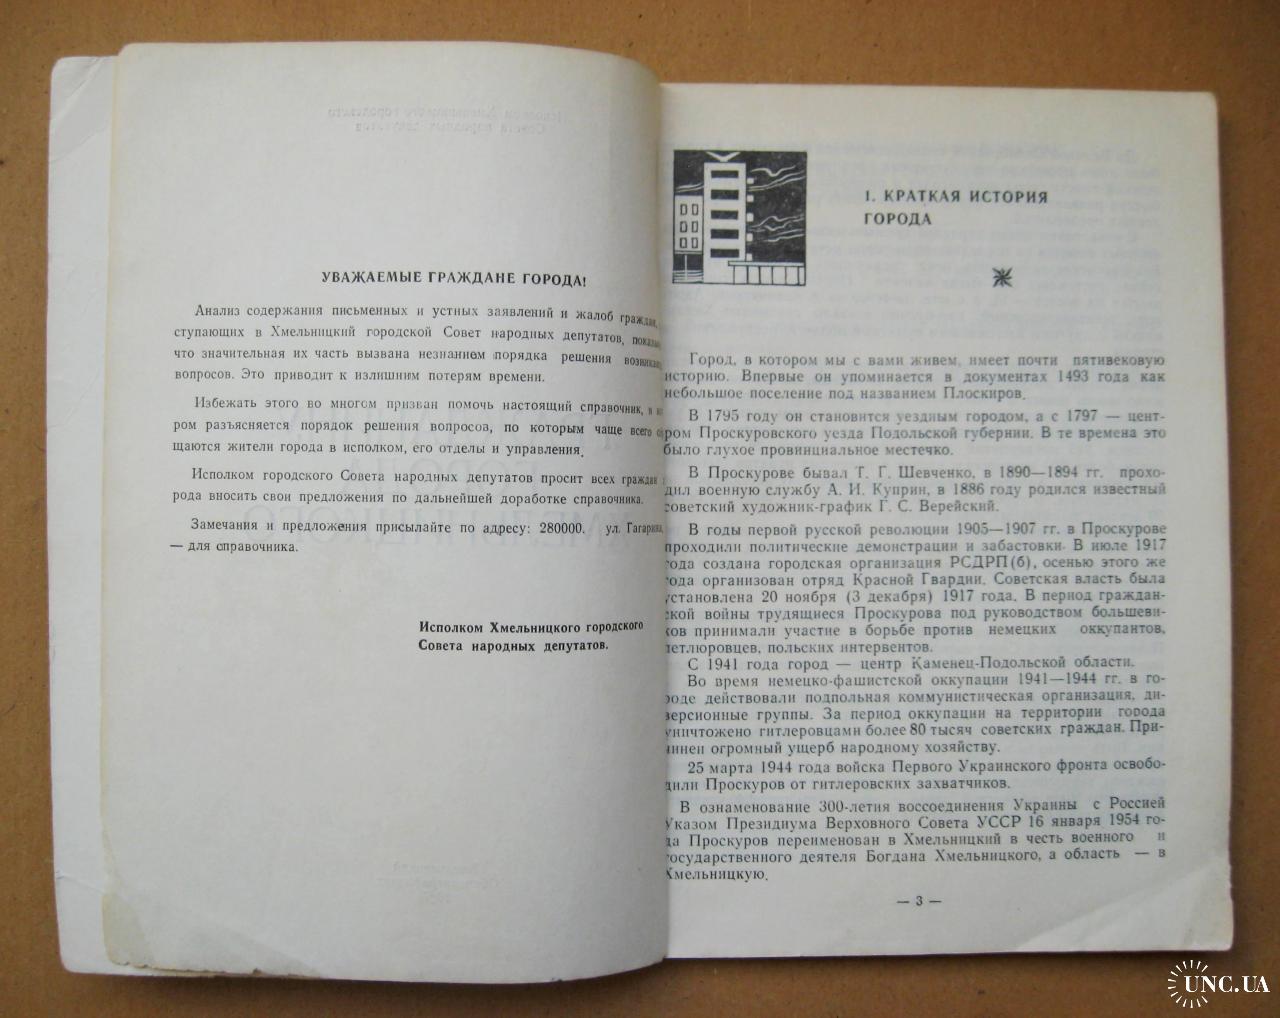 УВАЖАЕМЫЕ ГРАЖДАНЕ ГОРОДА!
Анализ содержания письменных и устных заявлений и жалоб граждан,
ступающих в Хмельницкий городской Совет народных депутатов,
что значительная их часть вызвана незнанием порядка решения
вопросов. Это приводит к излишним потерям времени.
Избежать этого во многом призван помочь настоящий справочник, в
ром разъясняется порядок решения вопросов, по которым чаще всего
щаются жители города в исполком, его отделы и управления.
Исполком городского Совета народных депутатов просит всех граждан
рода вносить свои предложения по дальнейшей доработке справочника.
Замечания и предложения присылайте по адресу: 280000. ул. Гагарина,
— для справочника.
Исполком Хмельницкого городского
Совета народных депутатов.
1. КРАТКАЯ ИСТОРИЯ
ГОРОДА
Город, в котором мы с вами живем, имеет почти пятивековую
историю. Впервые он упоминается в документах 1493 года как
небольшое поселение под названием Плоскиров.
В 1795 году он становится уездным городом, а с 1797 — цент-
ром Проскуровского уезда Подольской губернии. В те времена это
было глухое провинциальное местечко.
В Проскурове бывал Т. Г. Шевченко, в 1890—1894 гг. прохо-
дил военную службу А. И. Куприн, в 1886 году родился известный
советский художник-график Г. С. Верейский.
В годы первой русской революции 1905—1907 гг. в Проскурове
проходили политические демонстрации и забастовки. В июле 1917
года создана городская организация РСДРП(б), осенью этого же
года организован отряд Красной Гвардии. Советская власть была
установлена 20 ноября (3 декабря) 1917 года. В период граждан-
ской войны трудящиеся Проскурова под руководством большеви-
ков принимали участие в борьбе против немецких оккупантов,
петлюровцев, польских интервентов.
С 1941 года город — центр Каменец-Подольской области.
Во время немецко-фашистской оккупации 1941—1944 гг. в го-
роде действовали подпольная коммунистическая организация, ди-
версионные группы. За период оккупации на территории города
уничтожено гитлеровцами более 80 тысяч советских граждан. При-
чинен огромный ущерб народному хозяйству.
25 марта 1944 года войска Первого Украинского фронта освобо-
дили Проскуров от гитлеровских захватчиков.
В ознаменование 300-летия воссоединения Украины с Россией
Указом Президиума Верховного Совета УССР 16 января 1954 го-
да Проскуров переименован в Хмельницкий в честь военного и
государственного деятеля Богдана Хмельницкого, а область — в
Хмельницкую.
— 3 —
UNC.UA